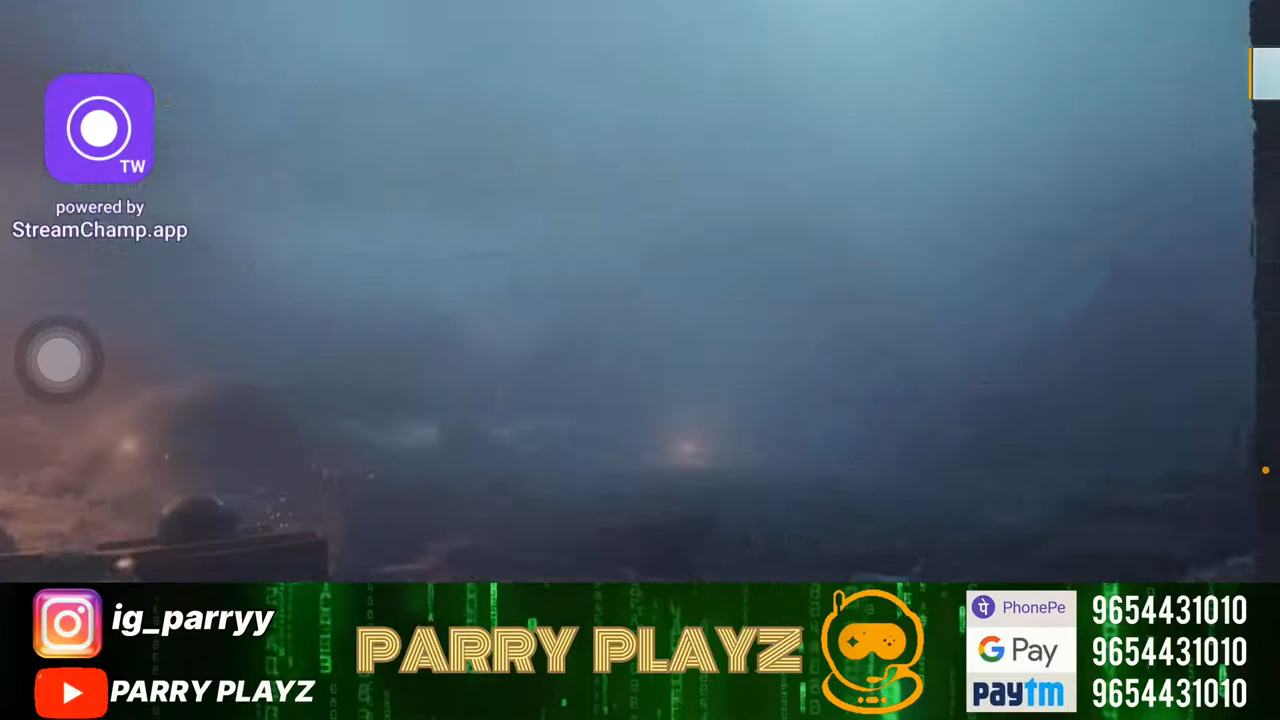 TW
powered by
StreamChamp.app
ig_parryy
PARRY PLAYZ
PARRY PLAYZ
PhonePe 9654431010
G Pay 9654431010
paytm 9654431010